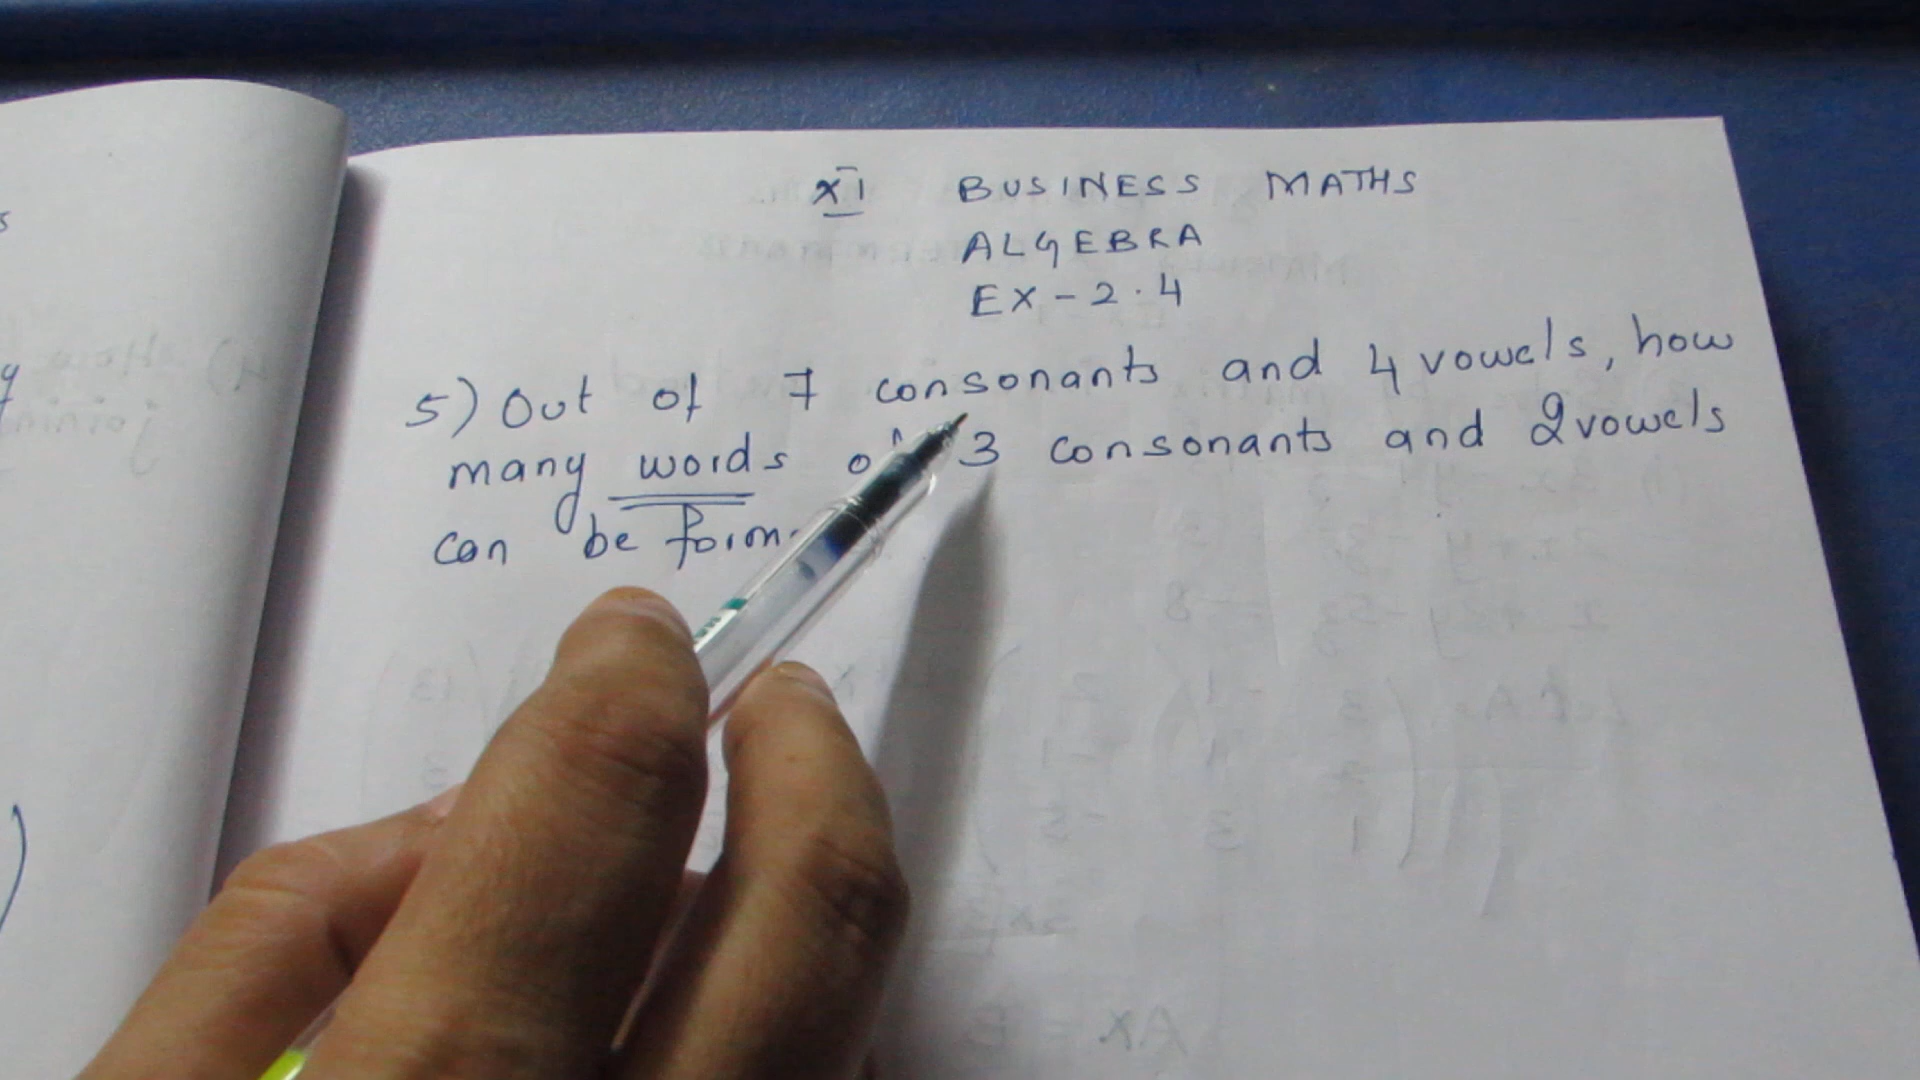 XI BUSINESS MATHS
ALGEBRA
EX - 2.4
5) Out of 7 consonants and 4 vowels, how
many words 3 consonants and 2 vowels
can be